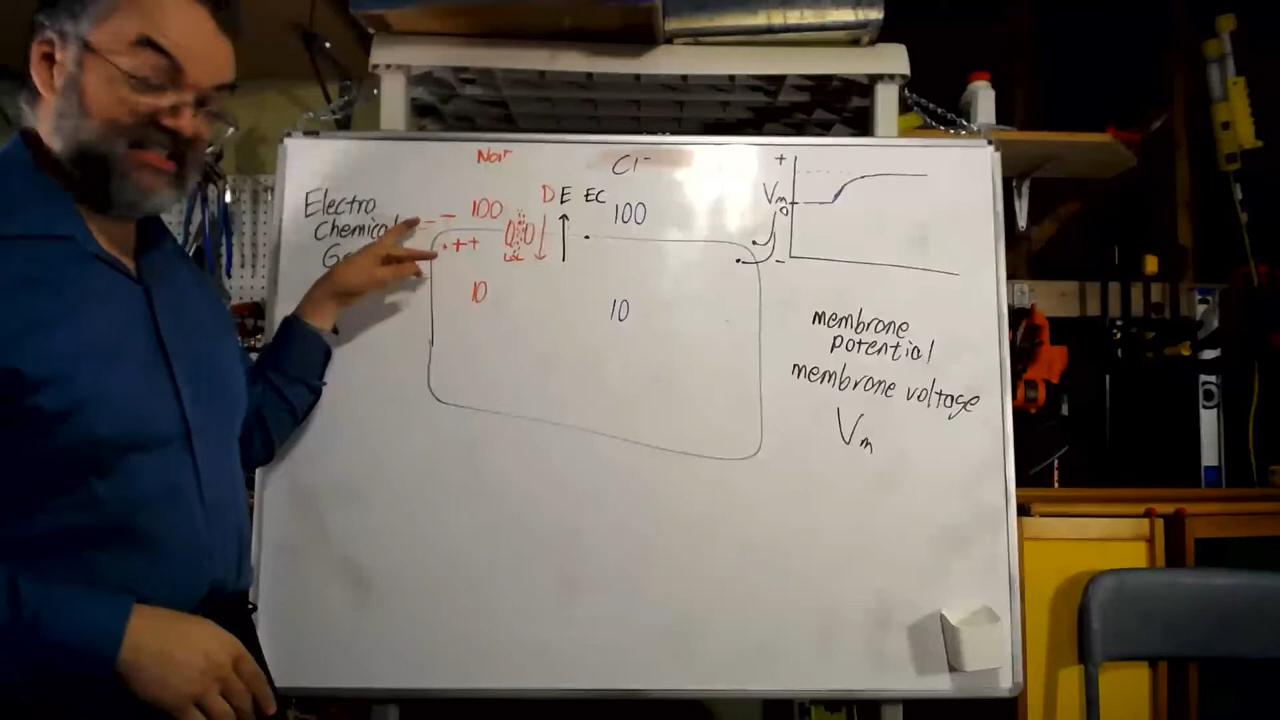 Electro
Chemical
G
Na+
100
+ +
10
D E EC
Cl-
100
10
+
Vm
0
-
membrane
potential
membrane voltage
Vm